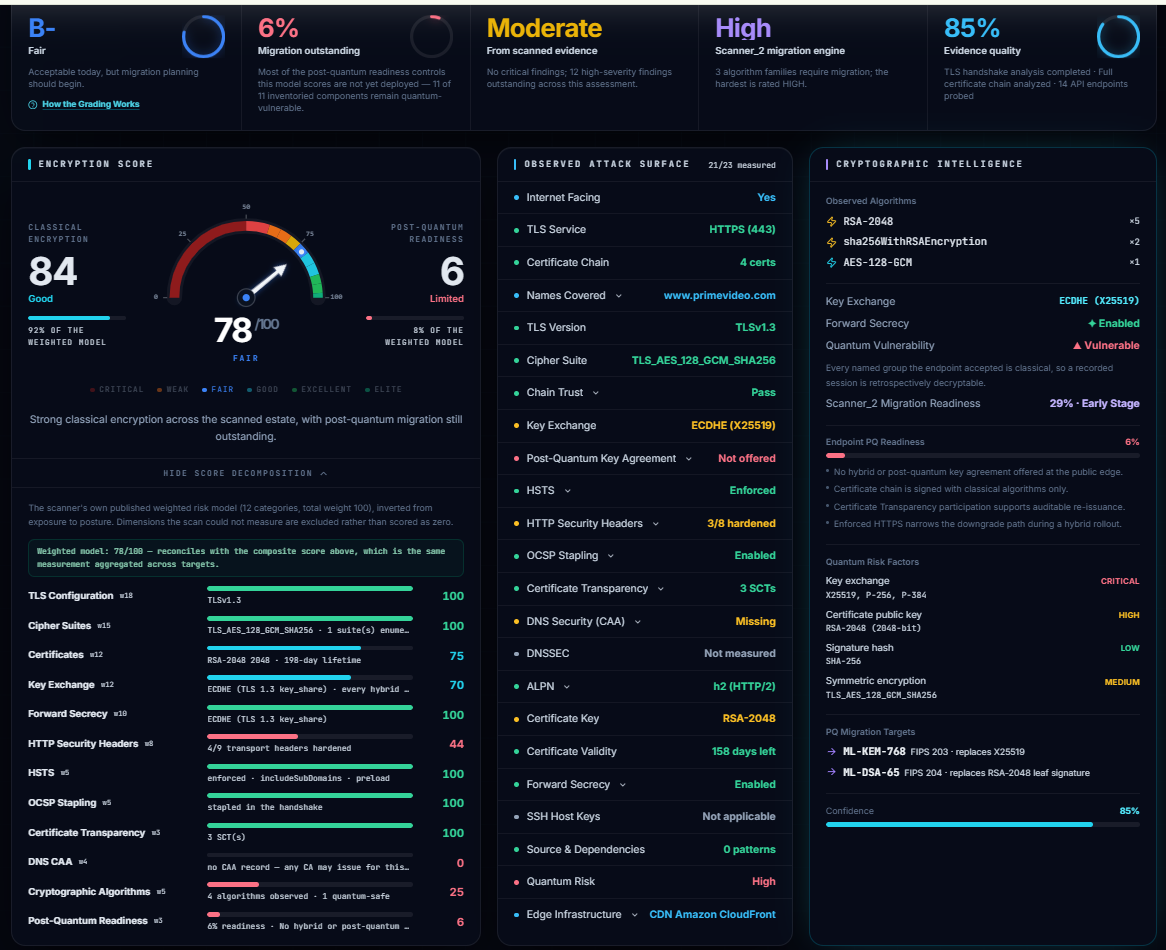 B-
Fair
Acceptable today, but migration planning
should begin.
How the Grading Works
6%
Migration outstanding
Most of the post-quantum readiness controls
this model scores are not yet deployed — 11 of
11 inventoried components remain quantum-
vulnerable.
Moderate
From scanned evidence
No critical findings; 12 high-severity findings
outstanding across this assessment.
High
Scanner_2 migration engine
3 algorithm families require migration; the
hardest is rated HIGH.
85%
Evidence quality
TLS handshake analysis completed · Full
certificate chain analyzed · 14 API endpoints
probed
ENCRYPTION SCORE
CLASSICAL
ENCRYPTION
84
Good
92% OF THE
WEIGHTED MODEL
0
25
50
75
100
78 /100
FAIR
POST-QUANTUM
READINESS
6
Limited
8% OF THE
WEIGHTED MODEL
CRITICAL WEAK FAIR GOOD EXCELLENT ELITE
Strong classical encryption across the scanned estate, with post-quantum migration still
outstanding.
HIDE SCORE DECOMPOSITION
The scanner's own published weighted risk model (12 categories, total weight 100), inverted from
exposure to posture. Dimensions the scan could not measure are excluded rather than scored as zero.
Weighted model: 78/100 — reconciles with the composite score above, which is the same
measurement aggregated across targets.
TLS Configuration w18 100
TLSv1.3
Cipher Suites w15 100
TLS_AES_128_GCM_SHA256 · 1 suite(s) enume…
Certificates w12 75
RSA-2048 2048 · 198-day lifetime
Key Exchange w12 70
ECDHE (TLS 1.3 key_share) · every hybrid …
Forward Secrecy w10 100
ECDHE (TLS 1.3 key_share)
HTTP Security Headers w8 44
4/9 transport headers hardened
HSTS w5 100
enforced · includeSubDomains · preload
OCSP Stapling w5 100
stapled in the handshake
Certificate Transparency w3 100
3 SCT(s)
DNS CAA w4 0
no CAA record — any CA may issue for this…
Cryptographic Algorithms w5 25
4 algorithms observed · 1 quantum-safe
Post-Quantum Readiness w3 6
6% readiness · No hybrid or post-quantum …
OBSERVED ATTACK SURFACE 21/23 measured
Internet Facing Yes
TLS Service HTTPS (443)
Certificate Chain 4 certs
Names Covered www.primevideo.com
TLS Version TLSv1.3
Cipher Suite TLS_AES_128_GCM_SHA256
Chain Trust Pass
Key Exchange ECDHE (X25519)
Post-Quantum Key Agreement Not offered
HSTS Enforced
HTTP Security Headers 3/8 hardened
OCSP Stapling Enabled
Certificate Transparency 3 SCTs
DNS Security (CAA) Missing
DNSSEC Not measured
ALPN h2 (HTTP/2)
Certificate Key RSA-2048
Certificate Validity 158 days left
Forward Secrecy Enabled
SSH Host Keys Not applicable
Source & Dependencies 0 patterns
Quantum Risk High
Edge Infrastructure CDN Amazon CloudFront
CRYPTOGRAPHIC INTELLIGENCE
Observed Algorithms
RSA-2048 ×5
sha256WithRSAEncryption ×2
AES-128-GCM ×1
Key Exchange ECDHE (X25519)
Forward Secrecy Enabled
Quantum Vulnerability Vulnerable
Every named group the endpoint accepted is classical, so a recorded
session is retrospectively decryptable.
Scanner_2 Migration Readiness 29% · Early Stage
Endpoint PQ Readiness 6%
No hybrid or post-quantum key agreement offered at the public edge.
Certificate chain is signed with classical algorithms only.
Certificate Transparency participation supports auditable re-issuance.
Enforced HTTPS narrows the downgrade path during a hybrid rollout.
Quantum Risk Factors
Key exchange CRITICAL
X25519, P-256, P-384
Certificate public key HIGH
RSA-2048 (2048-bit)
Signature hash LOW
SHA-256
Symmetric encryption MEDIUM
TLS_AES_128_GCM_SHA256
PQ Migration Targets
→ ML-KEM-768 FIPS 203 · replaces X25519
→ ML-DSA-65 FIPS 204 · replaces RSA-2048 leaf signature
Confidence 85%